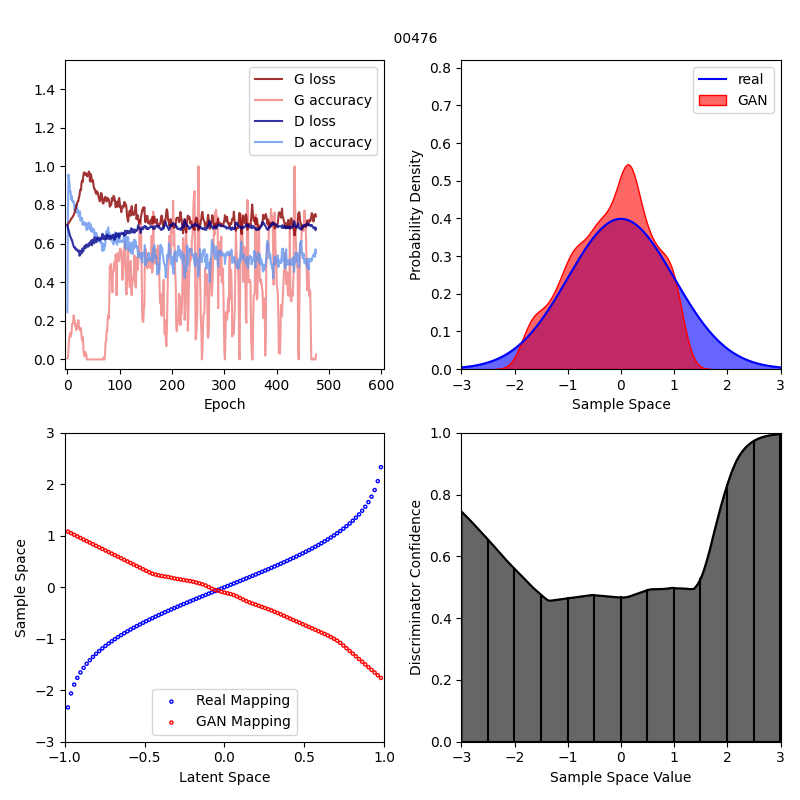 00476
1.4
1.2
1.0
0.8
0.6
0.4
0.2
0.0
0 100 200 300 400 500 600
Epoch
G loss
G accuracy
D loss
D accuracy
0.8
0.7
0.6
0.5
0.4
0.3
0.2
0.1
0.0
Probability Density
−3 −2 −1 0 1 2 3
Sample Space
real
GAN
3
2
1
0
−1
−2
−3
Sample Space
−1.0 −0.5 0.0 0.5 1.0
Latent Space
Real Mapping
GAN Mapping
1.0
0.8
0.6
0.4
0.2
0.0
Discriminator Confidence
−3 −2 −1 0 1 2 3
Sample Space Value